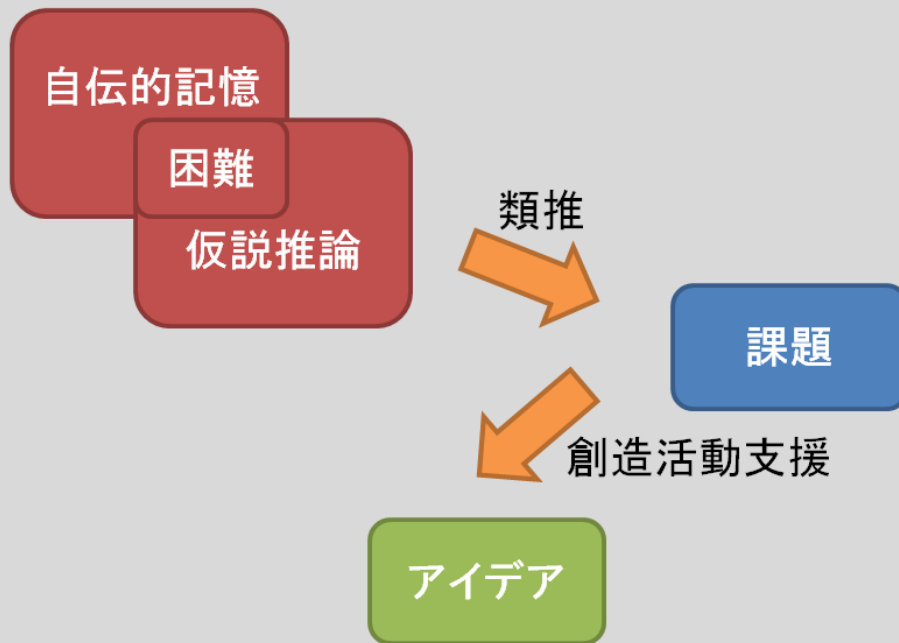 自伝的記憶
困難
仮説推論
類推
課題
創造活動支援
アイデア